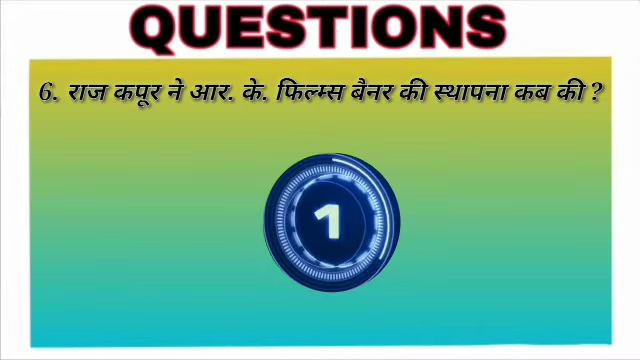 QUESTIONS
6. राज कपूर ने आर. के. फिल्म्स बैनर की स्थापना कब की ?
1